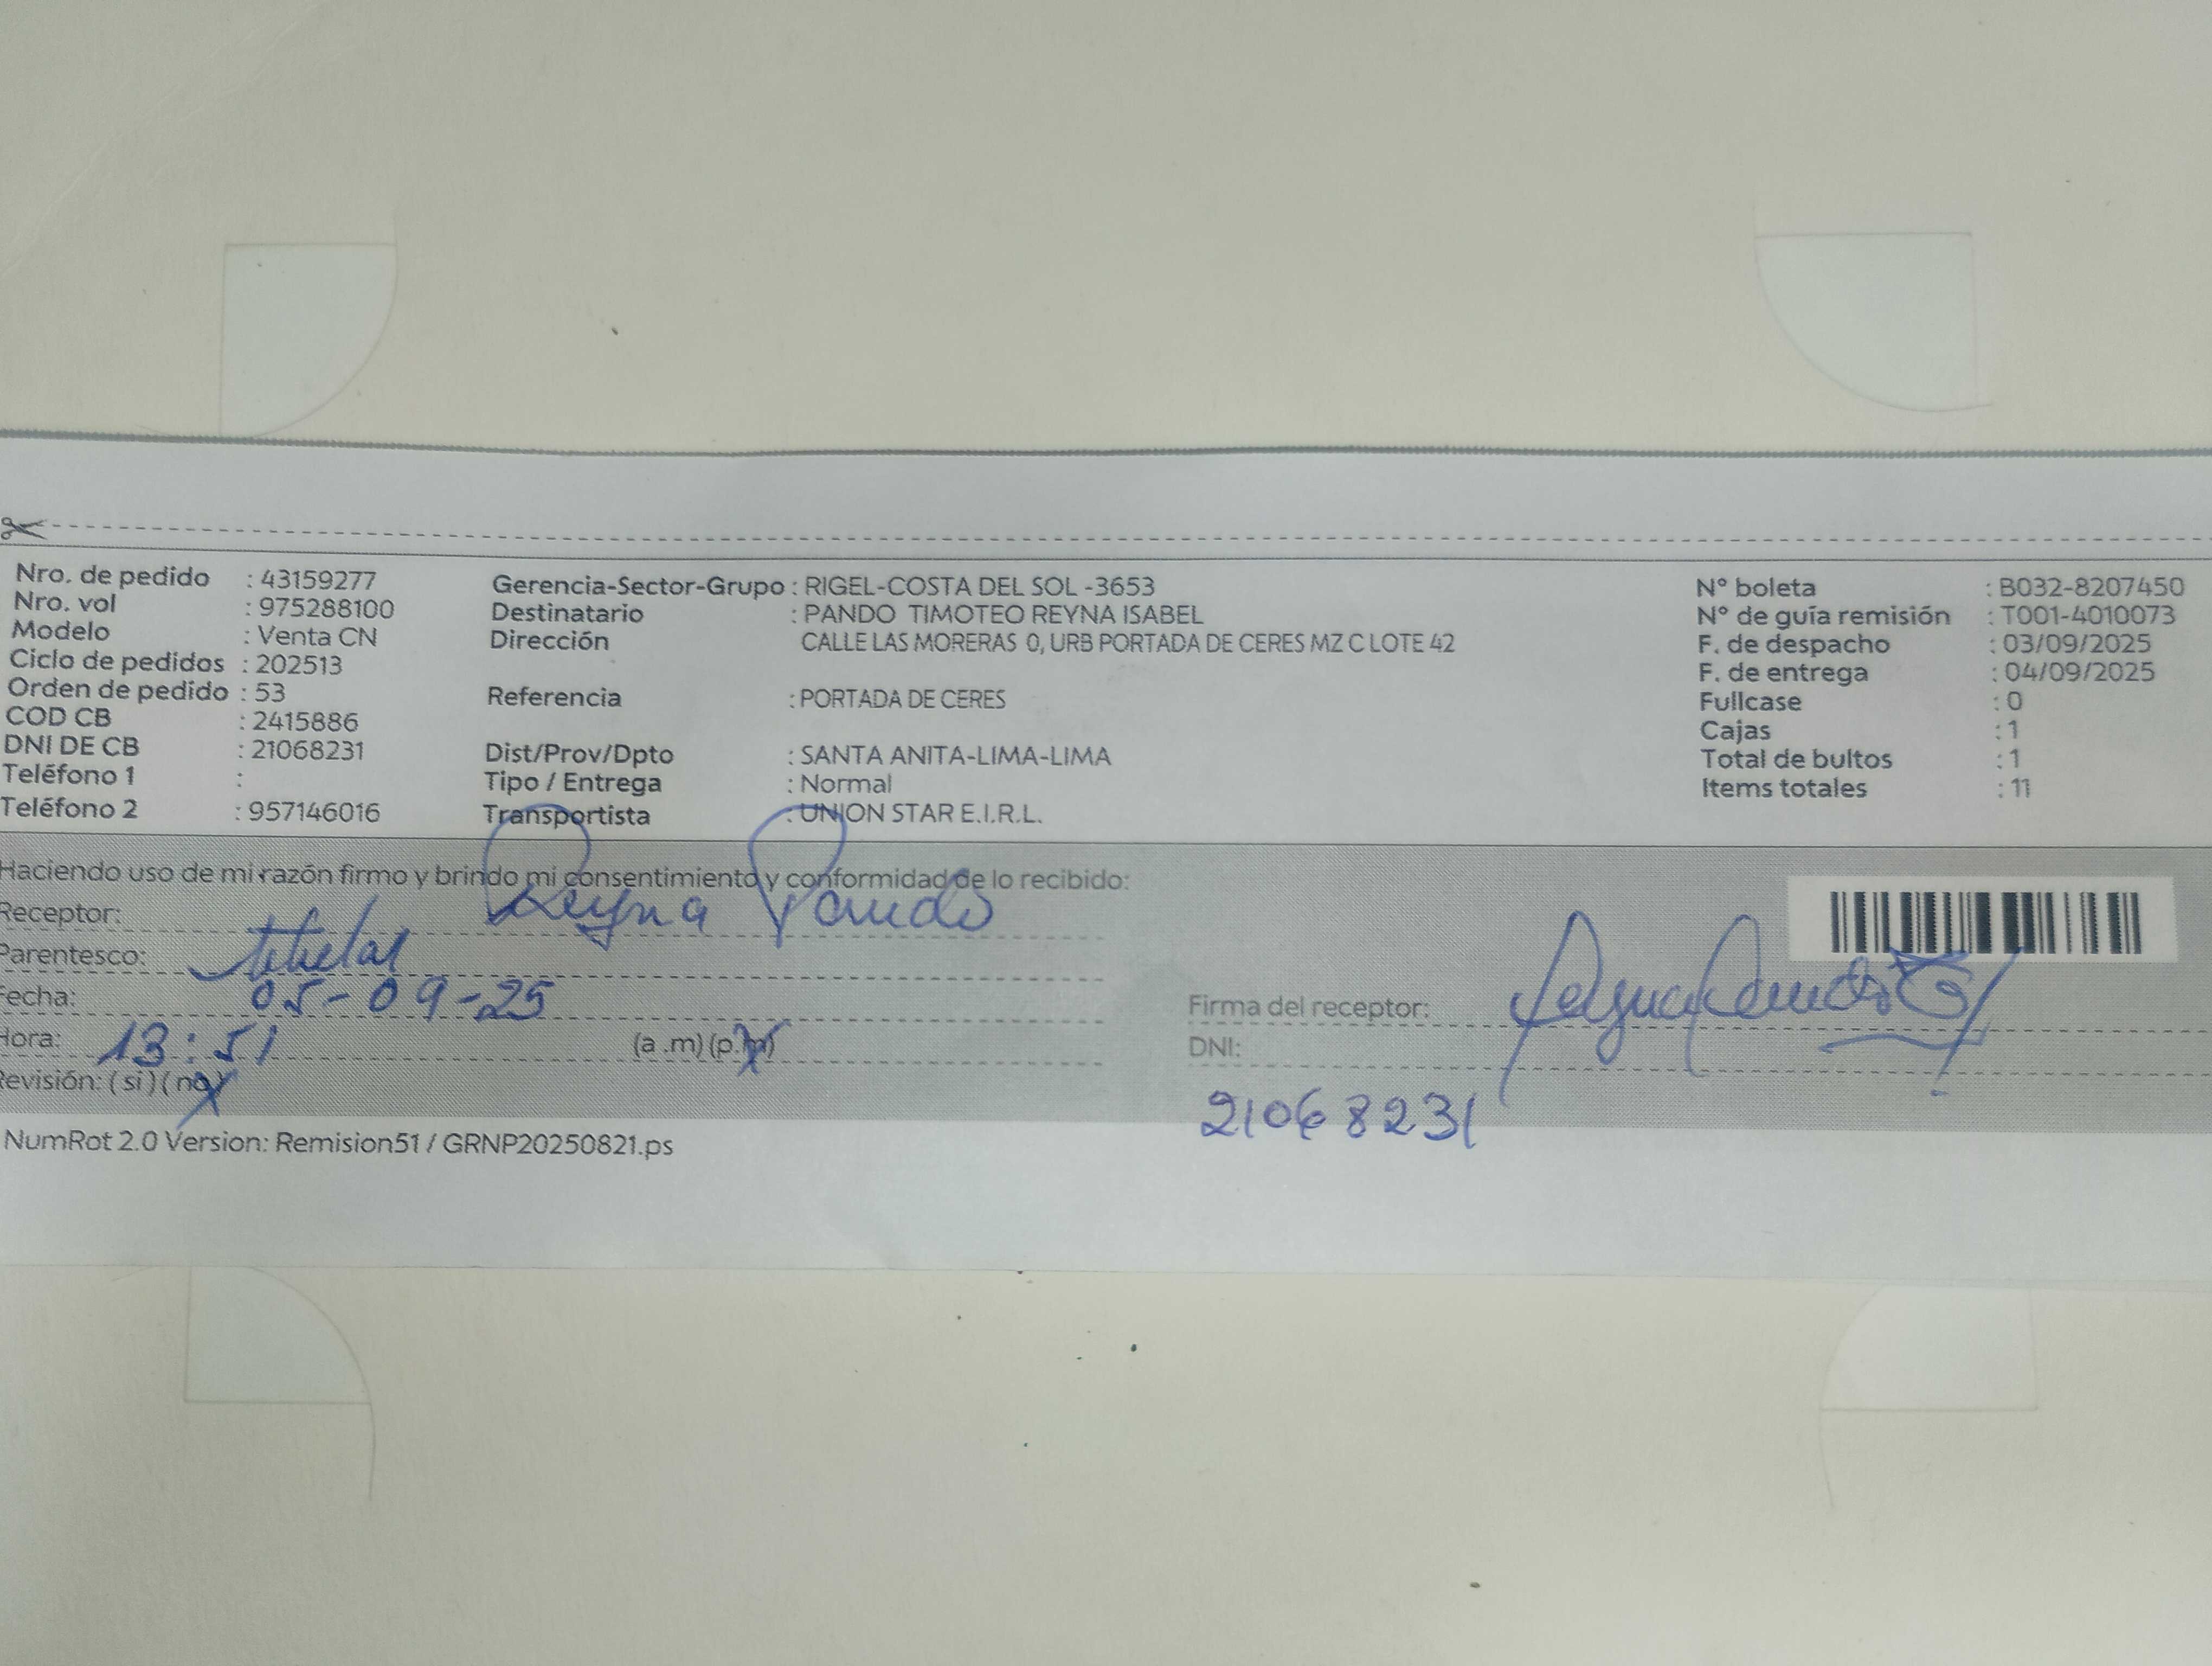 Nro. de pedido : 43159277
Nro. vol : 975288100
Modelo : Venta CN
Ciclo de pedidos : 202513
Orden de pedido : 53
COD CB : 2415886
DNI DE CB : 21068231
Teléfono 1 :
Teléfono 2 : 957146016
Gerencia-Sector-Grupo : RIGEL-COSTA DEL SOL -3653
Destinatario : PANDO TIMOTEO REYNA ISABEL
Dirección CALLE LAS MORERAS 0, URB PORTADA DE CERES MZ C LOTE 42
Referencia : PORTADA DE CERES
Dist/Prov/Dpto : SANTA ANITA-LIMA-LIMA
Tipo / Entrega : Normal
Transportista : UNION STAR E.I.R.L.
N° boleta : B032-8207450
N° de guía remisión : T001-4010073
F. de despacho : 03/09/2025
F. de entrega : 04/09/2025
Fullcase : 0
Cajas : 1
Total de bultos : 1
Items totales : 11
Haciendo uso de mi razón firmo y brindo mi consentimiento y conformidad de lo recibido:
Receptor: Reyna Pando
Parentesco: titular
Fecha: 05-09-25
Hora: 13:51 (a .m) (p.m)
Revisión: (si) (no)
Firma del receptor:
DNI:
21068231
NumRot 2.0 Version: Remision51 / GRNP20250821.ps